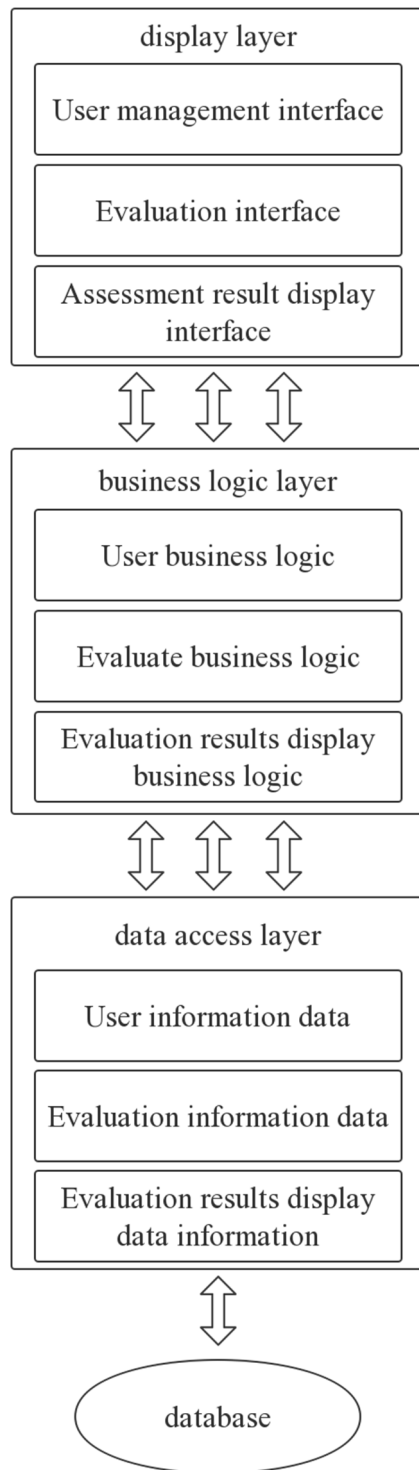 display layer
User management interface
Evaluation interface
Assessment result display
interface
business logic layer
User business logic
Evaluate business logic
Evaluation results display
business logic
data access layer
User information data
Evaluation information data
Evaluation results display
data information
database